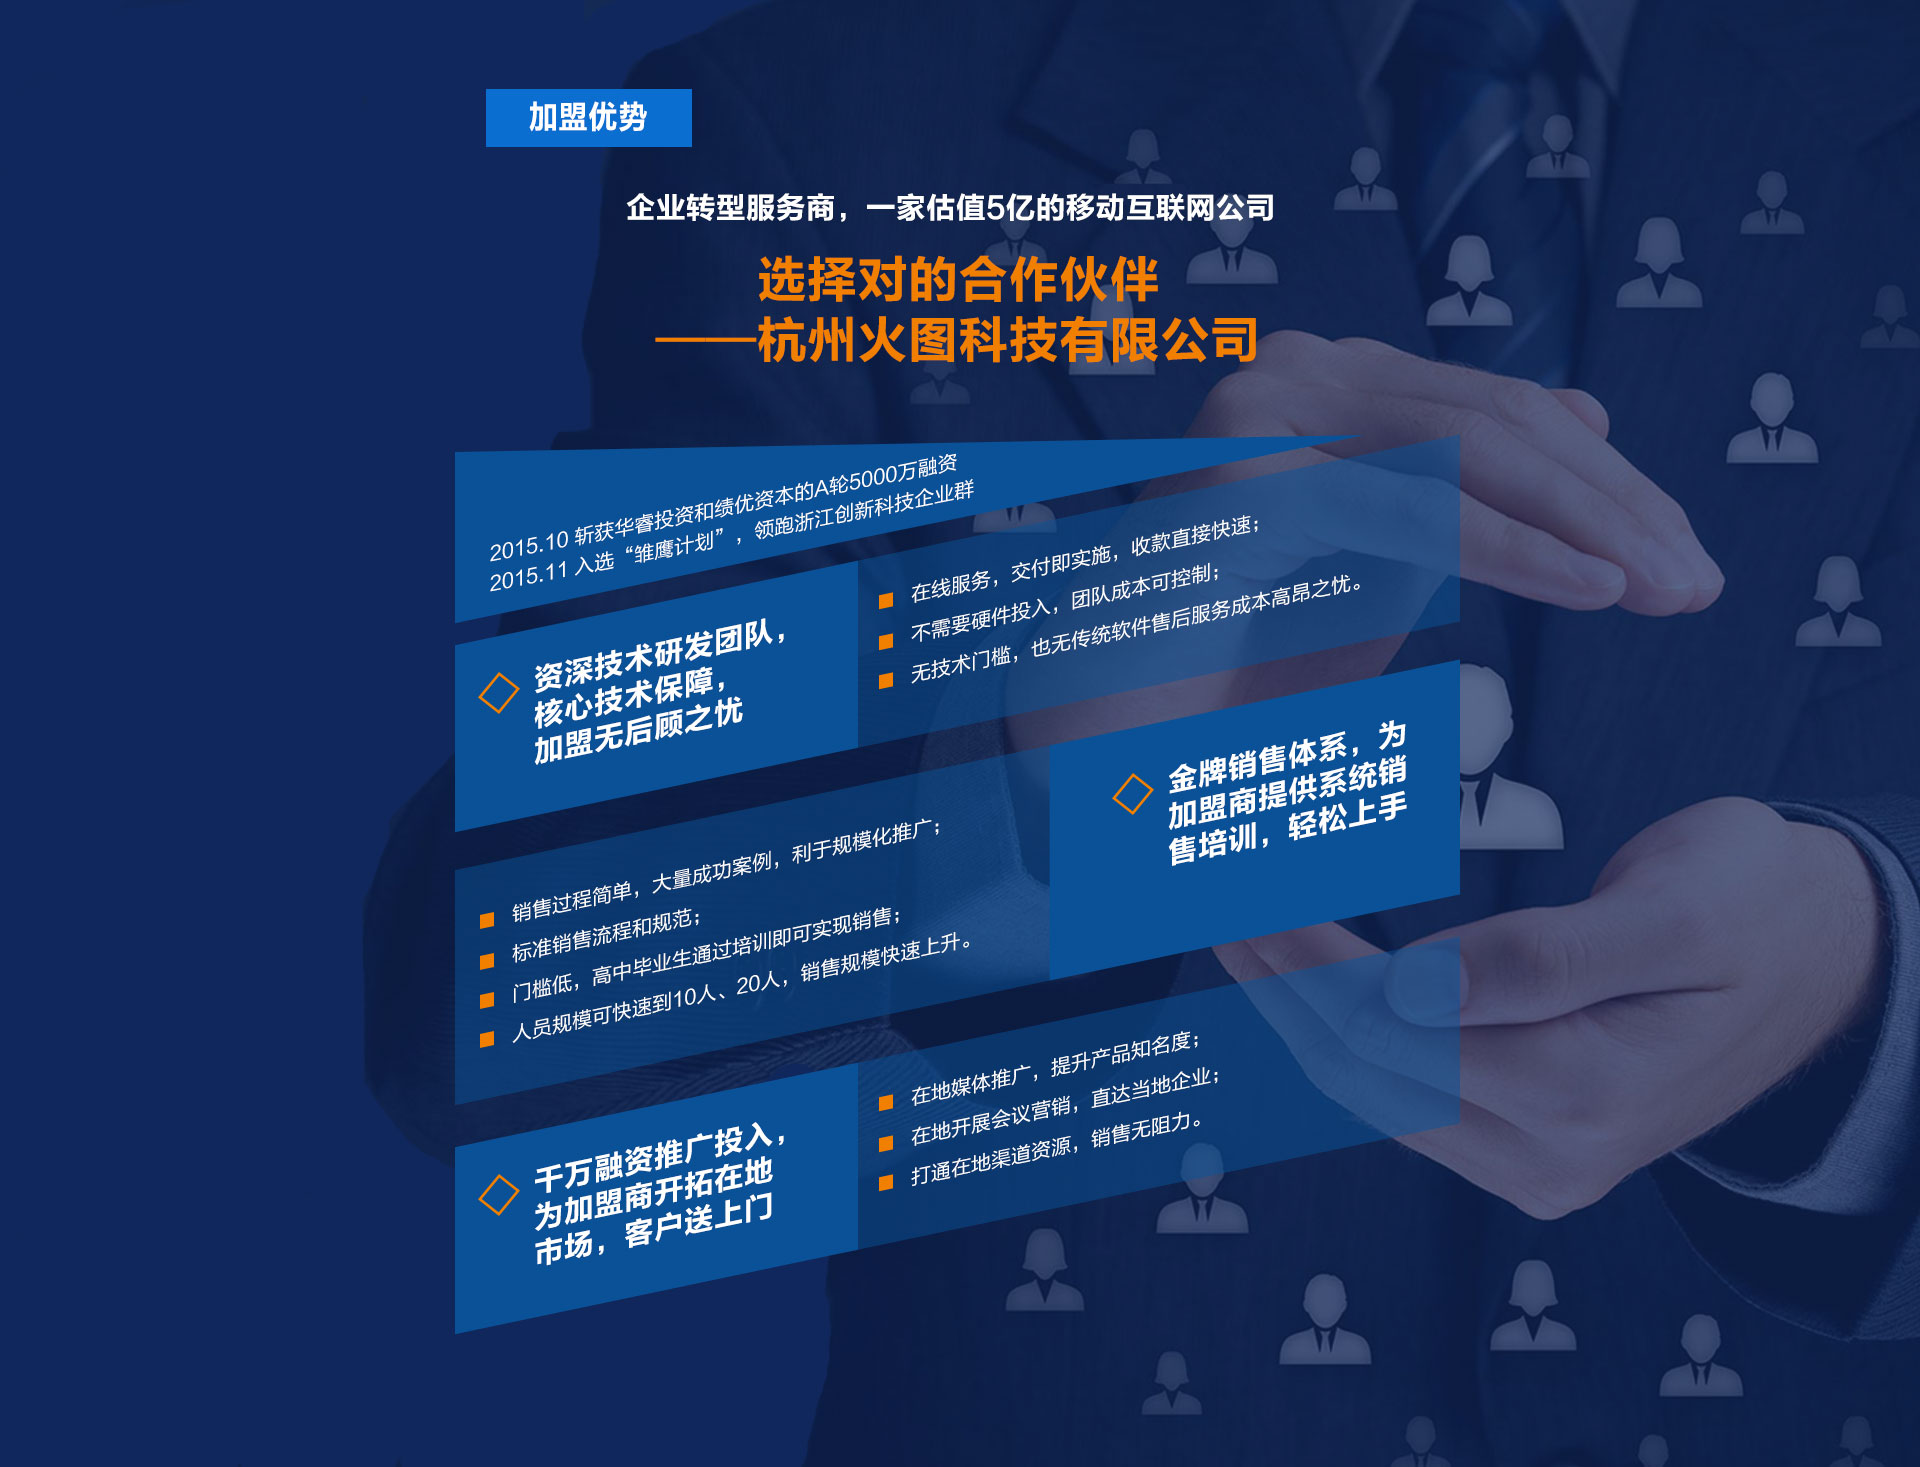 加盟优势
企业转型服务商，一家估值5亿的移动互联网公司
选择对的合作伙伴
——杭州火图科技有限公司
2015.10 斩获华睿投资和绩优资本的A轮5000万融资
2015.11 入选“雏鹰计划”，领跑浙江创新科技企业群
资深技术研发团队，
核心技术保障，
加盟无后顾之忧
在线服务，交付即实施，收款直接快速；
不需要硬件投入，团队成本可控制；
无技术门槛，也无传统软件售后服务成本高昂之忧。
金牌销售体系，为
加盟商提供系统销
售培训，轻松上手
销售过程简单，大量成功案例，利于规模化推广；
标准销售流程和规范；
门槛低，高中毕业生通过培训即可实现销售；
人员规模可快速到10人、20人，销售规模快速上升。
千万融资推广投入，
为加盟商开拓在地
市场，客户送上门
在地媒体推广，提升产品知名度；
在地开展会议营销，直达当地企业；
打通在地渠道资源，销售无阻力。